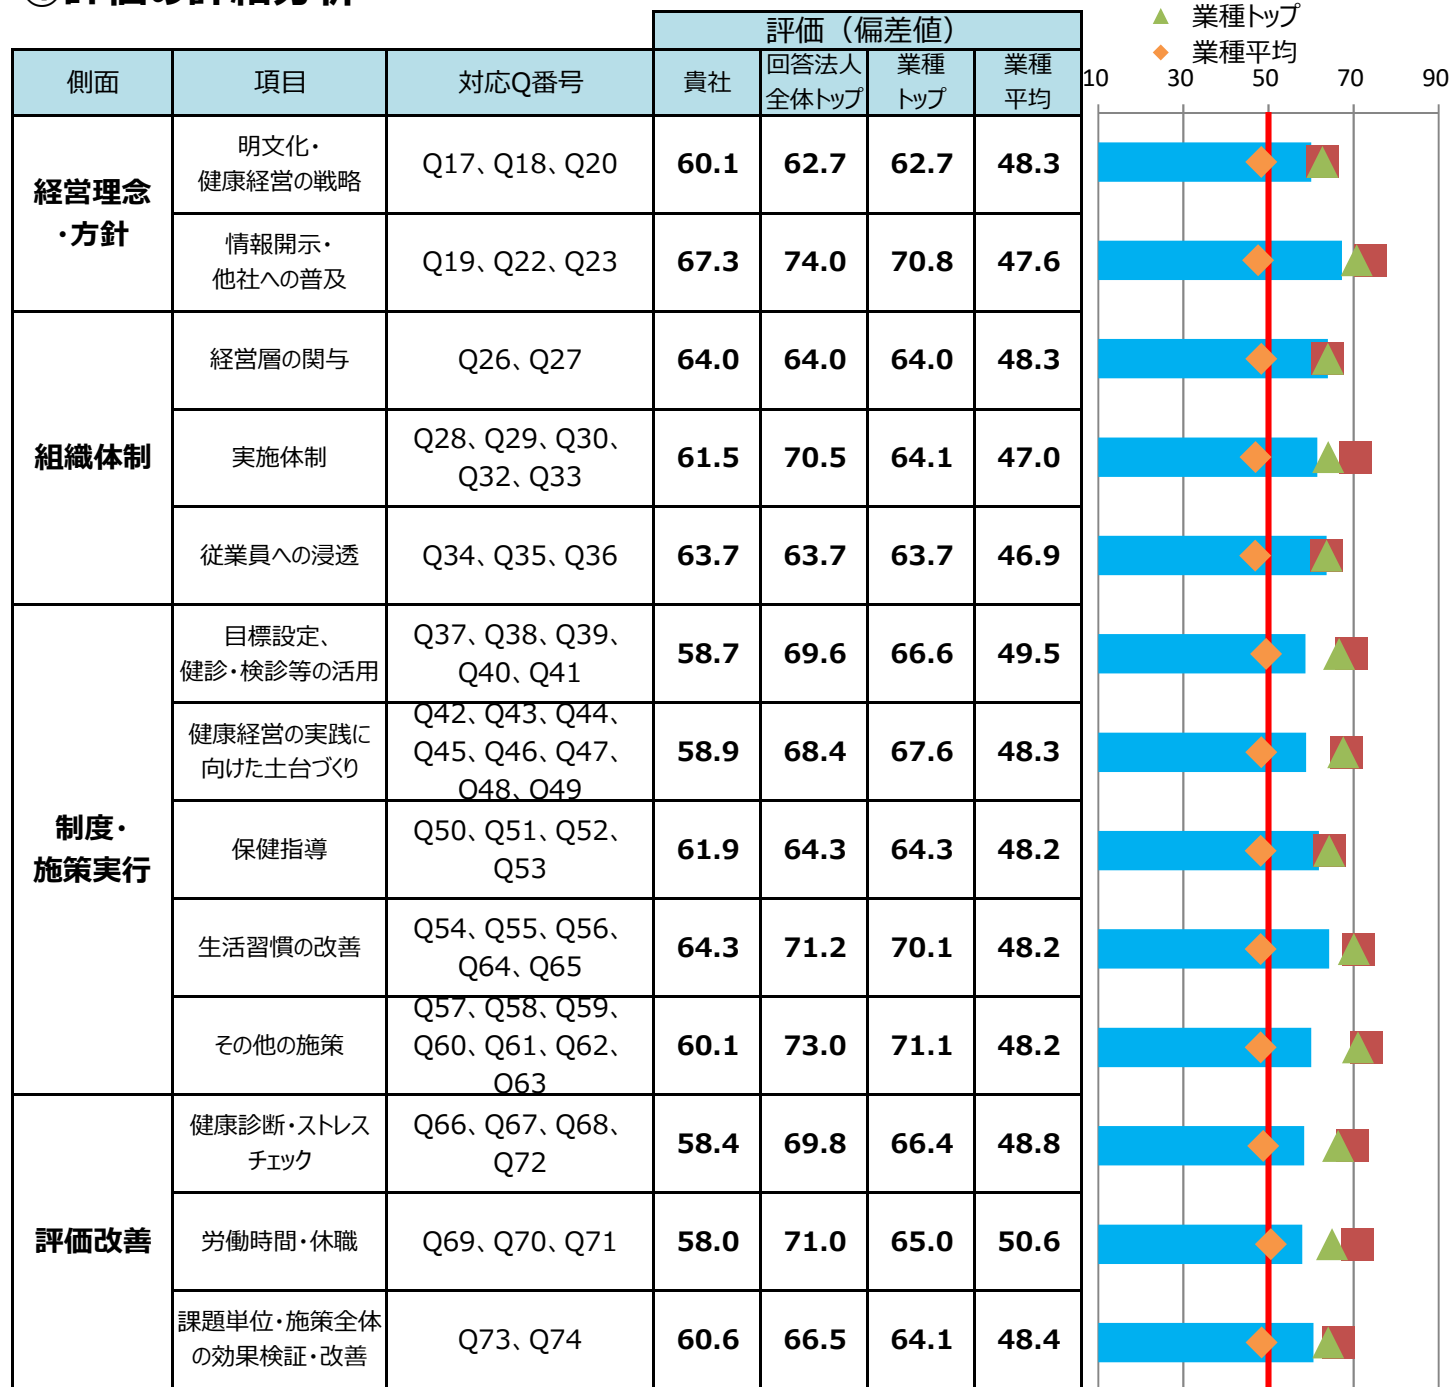 評価の詳細分析
▲ 業種トップ
◆ 業種平均
評価（偏差値）
側面 項目 対応Q番号 貴社 回答法人全体トップ 業種トップ 業種平均
10 30 50 70 90
経営理念・方針
明文化・健康経営の戦略 Q17、Q18、Q20 60.1 62.7 62.7 48.3
情報開示・他社への普及 Q19、Q22、Q23 67.3 74.0 70.8 47.6
組織体制
経営層の関与 Q26、Q27 64.0 64.0 64.0 48.3
実施体制 Q28、Q29、Q30、Q32、Q33 61.5 70.5 64.1 47.0
従業員への浸透 Q34、Q35、Q36 63.7 63.7 63.7 46.9
制度・施策実行
目標設定、健診・検診等の活用 Q37、Q38、Q39、Q40、Q41 58.7 69.6 66.6 49.5
健康経営の実践に向けた土台づくり Q42、Q43、Q44、Q45、Q46、Q47、Q48、Q49 58.9 68.4 67.6 48.3
保健指導 Q50、Q51、Q52、Q53 61.9 64.3 64.3 48.2
生活習慣の改善 Q54、Q55、Q56、Q64、Q65 64.3 71.2 70.1 48.2
その他の施策 Q57、Q58、Q59、Q60、Q61、Q62、Q63 60.1 73.0 71.1 48.2
評価改善
健康診断・ストレスチェック Q66、Q67、Q68、Q72 58.4 69.8 66.4 48.8
労働時間・休職 Q69、Q70、Q71 58.0 71.0 65.0 50.6
課題単位・施策全体の効果検証・改善 Q73、Q74 60.6 66.5 64.1 48.4